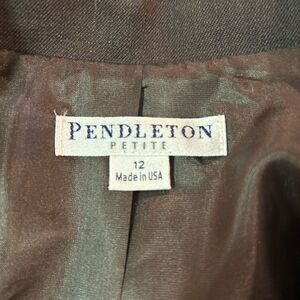 PENDLETON
PETITE
12
Made in USA